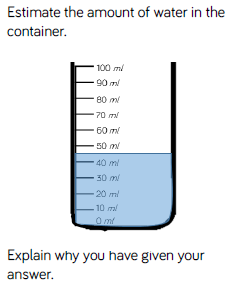 Estimate the amount of water in the
container.
100 ml
90 ml
80 ml
70 ml
60 ml
50 ml
40 ml
30 ml
20 ml
10 ml
0 ml
Explain why you have given your
answer.